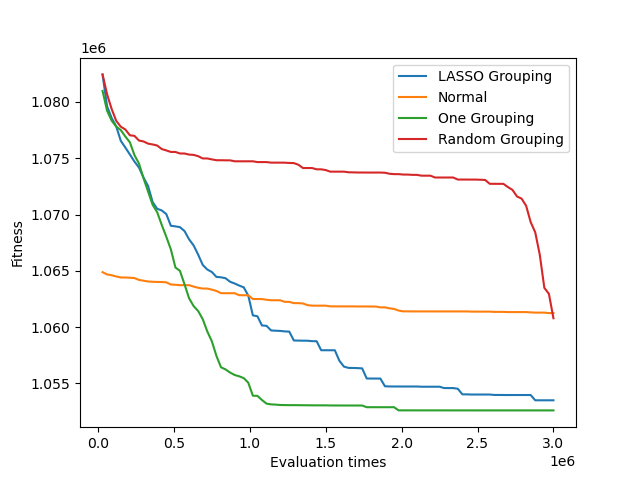 1e6
LASSO Grouping
Normal
One Grouping
Random Grouping
1.080
1.075
1.070
1.065
1.060
1.055
Fitness
0.0 0.5 1.0 1.5 2.0 2.5 3.0
Evaluation times
1e6